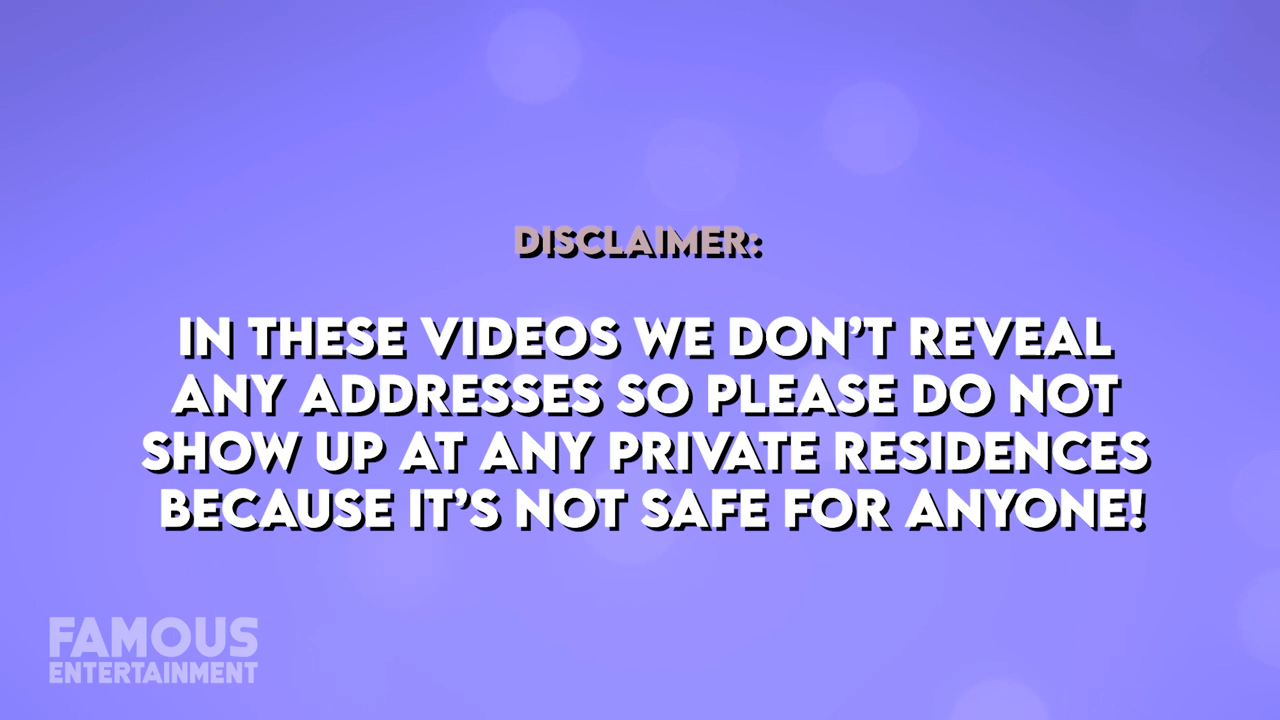 DISCLAIMER:
IN THESE VIDEOS WE DON'T REVEAL
ANY ADDRESSES SO PLEASE DO NOT
SHOW UP AT ANY PRIVATE RESIDENCES
BECAUSE IT'S NOT SAFE FOR ANYONE!
FAMOUS
ENTERTAINMENT